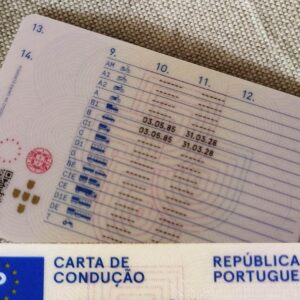 13.
14.
9. 10. 11. 12.
AM
A1
A2
A
B1
B 03.05.85 31.03.28
C1
C 03.05.85 31.03.28
D1
D
BE
C1E
CE
D1E
DE
T
CARTA DE
CONDUÇÃO
REPÚBLICA
PORTUGUE